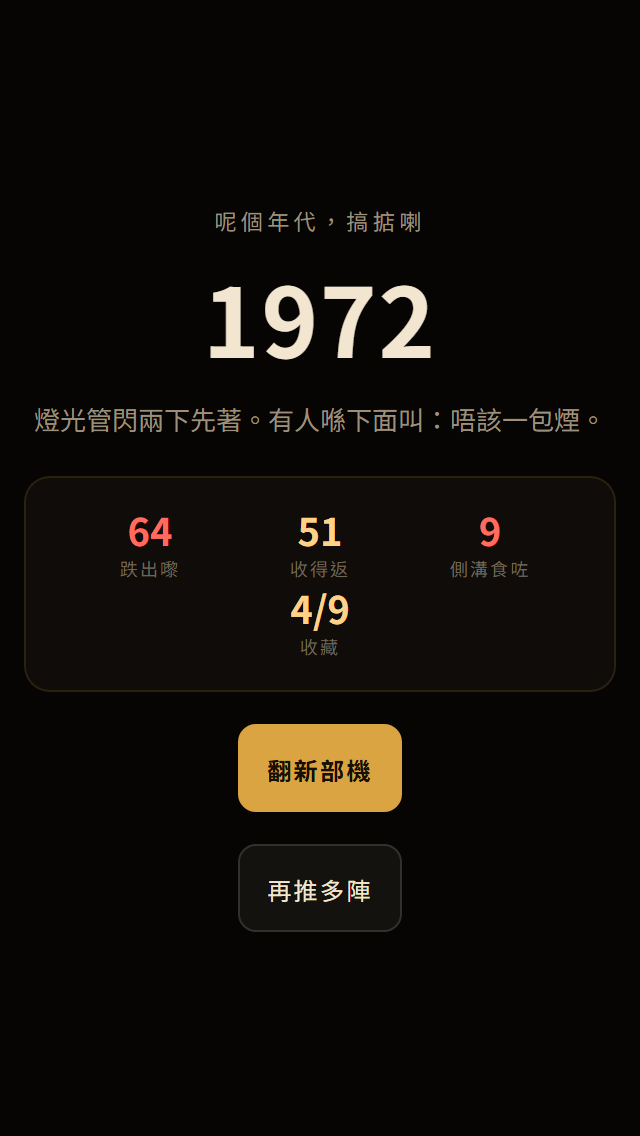 呢個年代，搞掂喇
1972
燈光管閃兩下先著。有人喺下面叫：唔該一包煙。
64
跌出嚟
51
收得返
9
側溝食咗
4/9
收藏
翻新部機
再推多陣